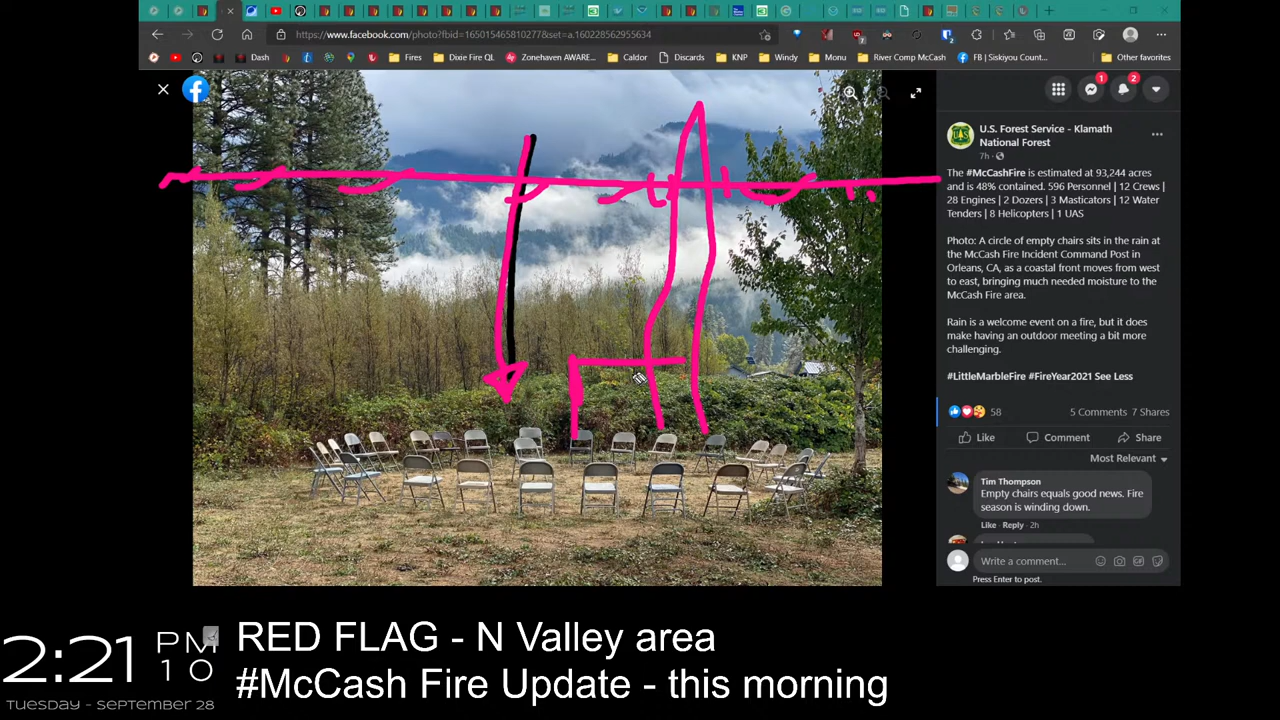 https://www.facebook.com/photo?fbid=1650154658102778&set=a.160228562955634
Dash
Fires
Dixie Fire QL
Zonehaven AWARE...
Caldor
Discards
KNP
Windy
Monu
River Comp McCash
FB | Siskiyou Count...
Other favorites
1
2
U.S. Forest Service - Klamath
National Forest
7h
The #McCashFire is estimated at 93,244 acres
and is 48% contained. 596 Personnel | 12 Crews |
28 Engines | 2 Dozers | 3 Masticators | 12 Water
Tenders | 8 Helicopters | 1 UAS
Photo: A circle of empty chairs sits in the rain at
the McCash Fire Incident Command Post in
Orleans, CA, as a coastal front moves from west
to east, bringing much needed moisture to the
McCash Fire area.
Rain is a welcome event on a fire, but it does
make having an outdoor meeting a bit more
challenging.
#LittleMarbleFire #FireYear2021 See Less
58
5 Comments 7 Shares
Like
Comment
Share
Most Relevant
Tim Thompson
Empty chairs equals good news. Fire
season is winding down.
Like · Reply · 2h
Write a comment...
Press Enter to post.
2:21 PM
10
TUESDAY - SEPTEMBER 28
RED FLAG - N Valley area
#McCash Fire Update - this morning